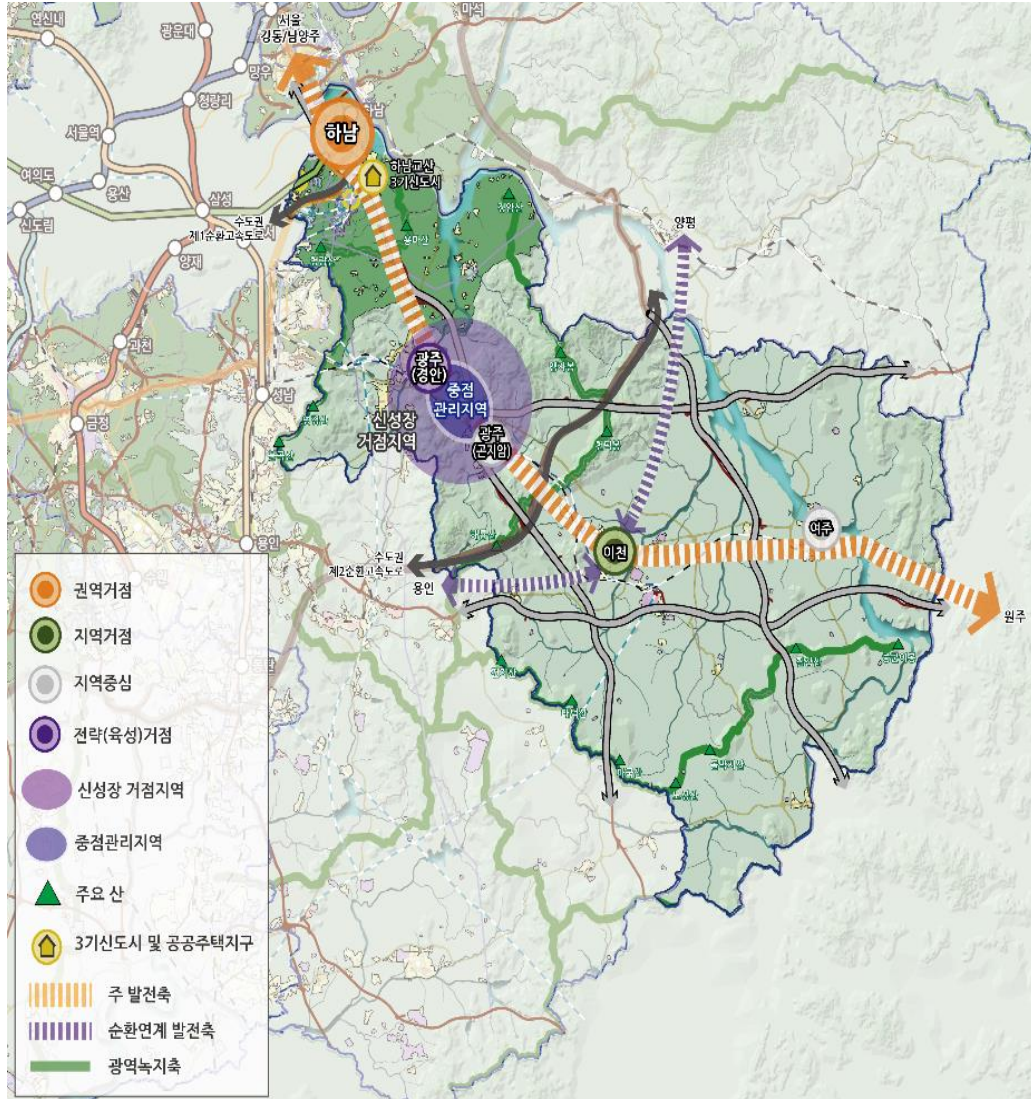 연신내
광운대
마석
서울
강동/남양주
망우
청량리
하남
서울역
하남
하남교산
3기신도시
여의도
용산
삼성
신도림
수도권
제1순환고속도로
양재
용마산
양평
과천
성남
광주
(경안)
중점
관리지역
금정
신성장
거점지역
광주
(곤지암)
여주
이천
용인
수도권
제2순환고속도로
용인
원주
권역거점
지역거점
지역중심
전략(육성)거점
신성장 거점지역
중점관리지역
주요 산
3기신도시 및 공공주택지구
주 발전축
순환연계 발전축
광역녹지축